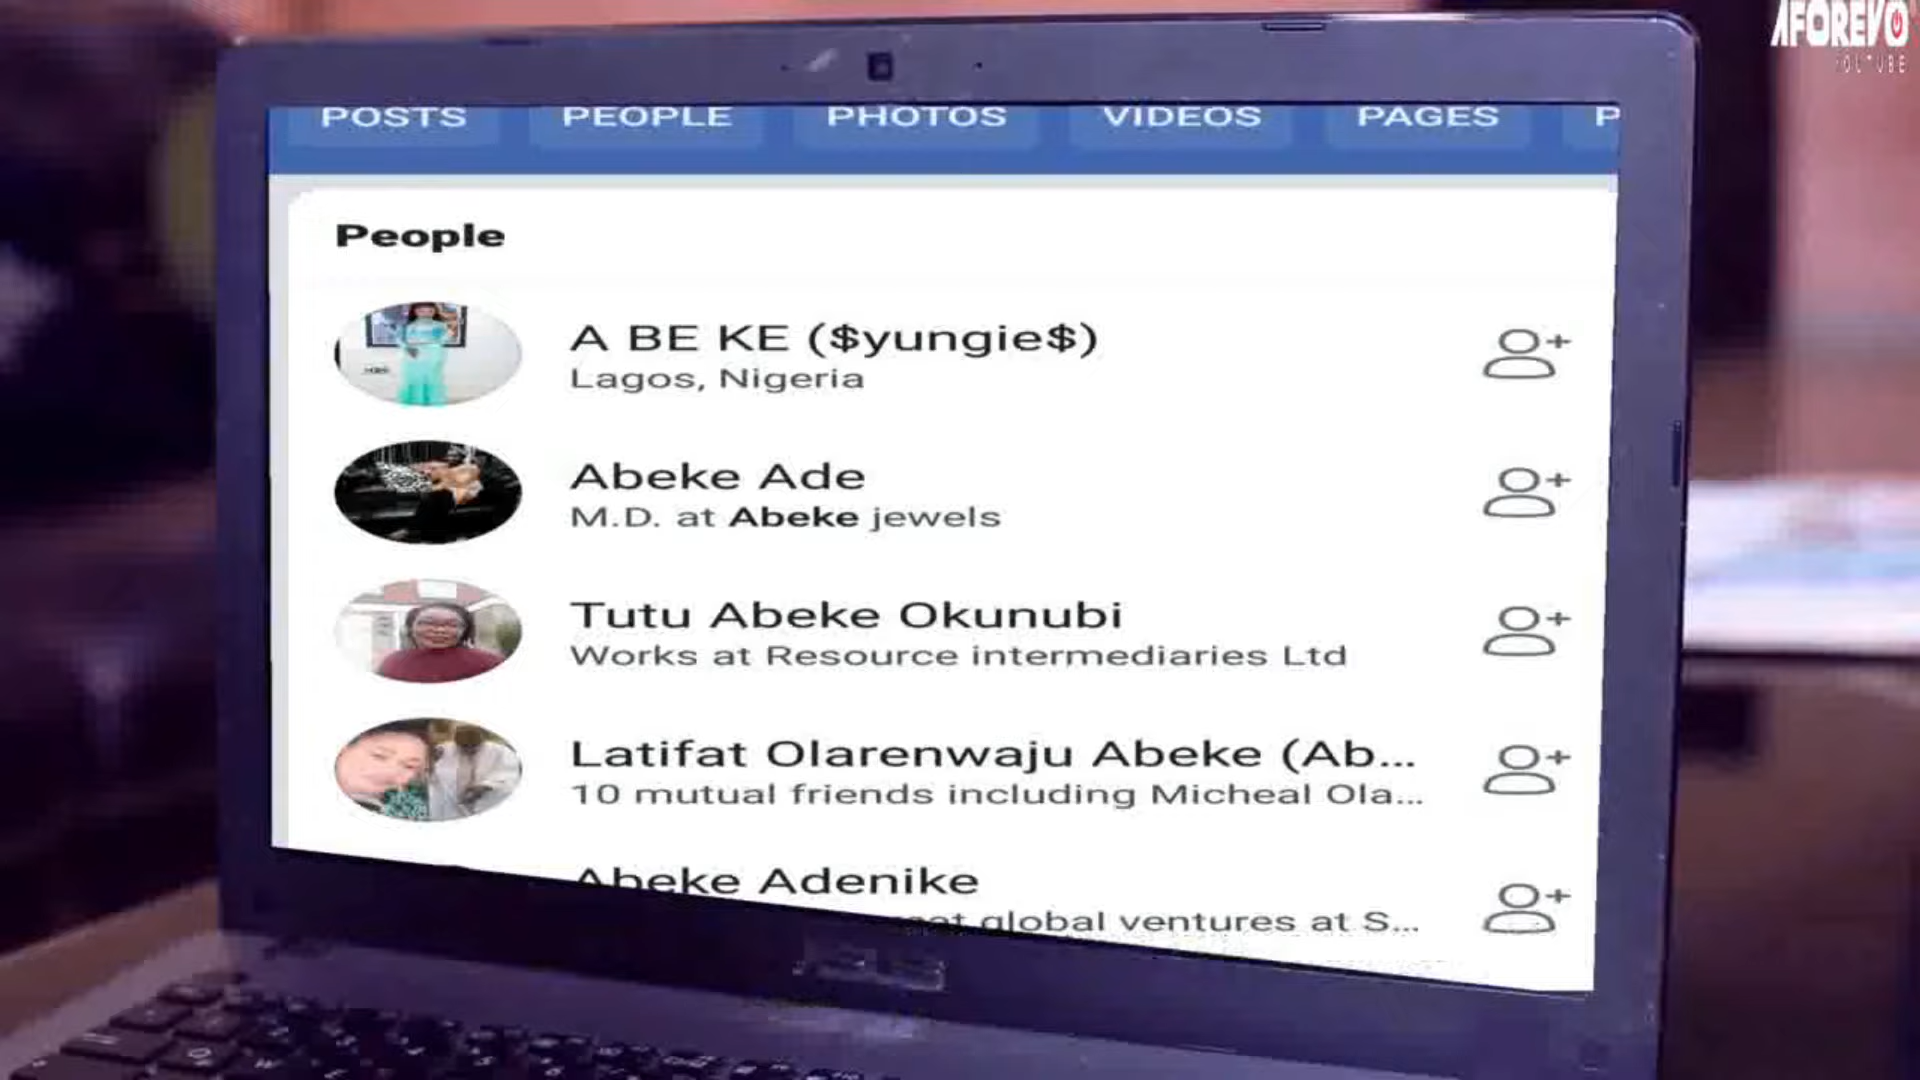 AFOREVO
YOUTUBE
POSTS PEOPLE PHOTOS VIDEOS PAGES P
People
A BE KE ($yungie$)
Lagos, Nigeria
Abeke Ade
M.D. at Abeke jewels
Tutu Abeke Okunubi
Works at Resource intermediaries Ltd
Latifat Olarenwaju Abeke (Ab...
10 mutual friends including Micheal Ola...
Abeke Adenike
global ventures at S...